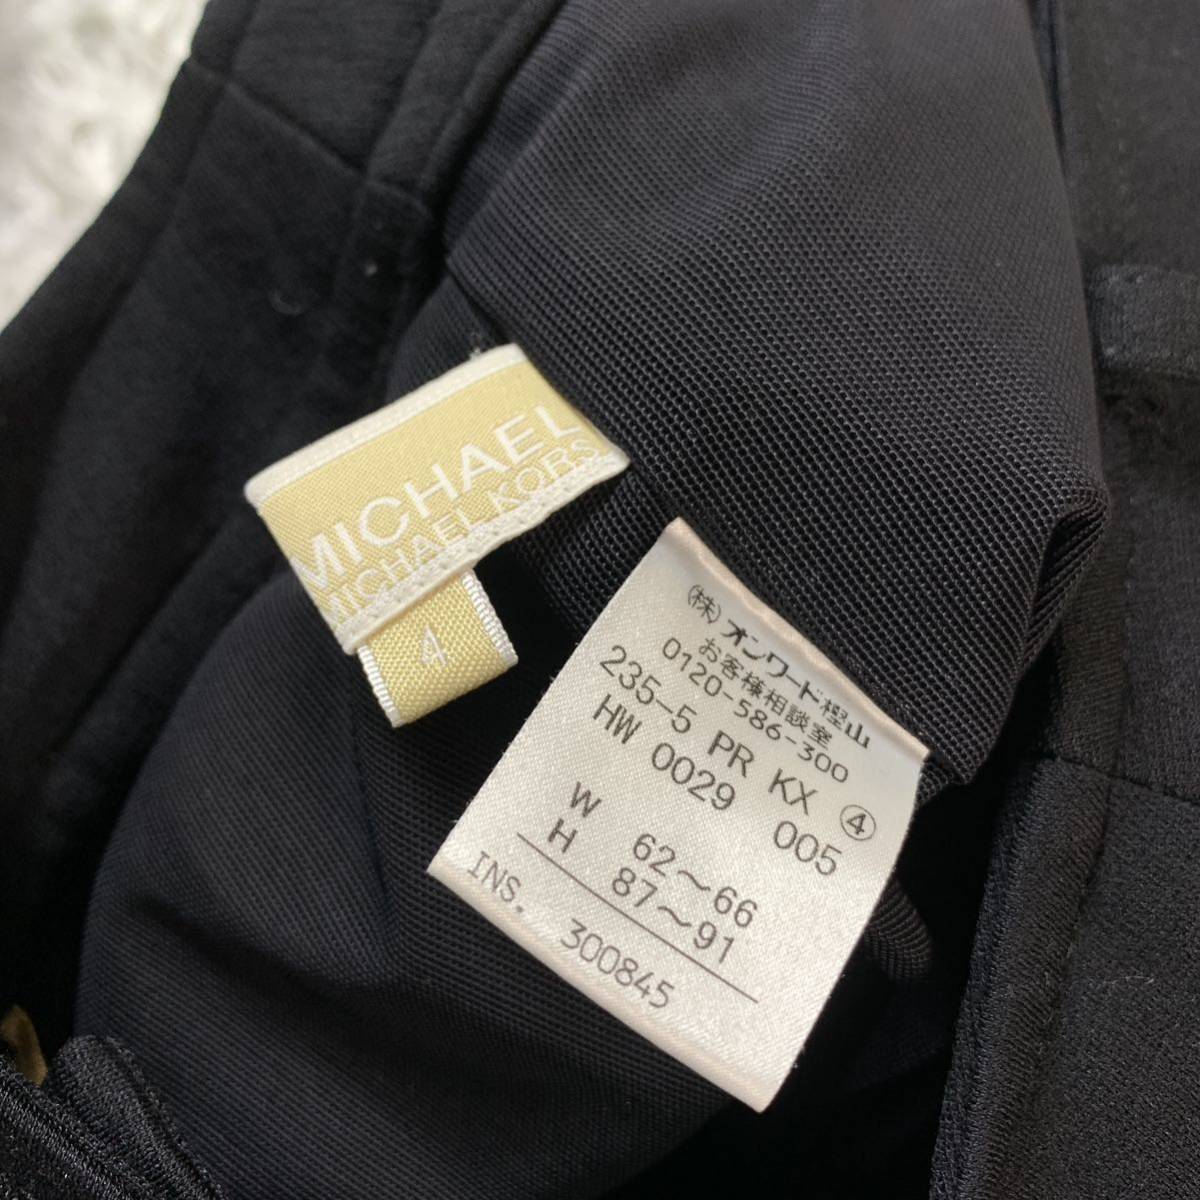 MICHAEL
MICHAEL KORS
4
㈱オンワード樫山
お客様相談室
0120-586-300
235-5 PR KX ④
HW 0029 005
W 62～66
H 87～91
INS. 300845